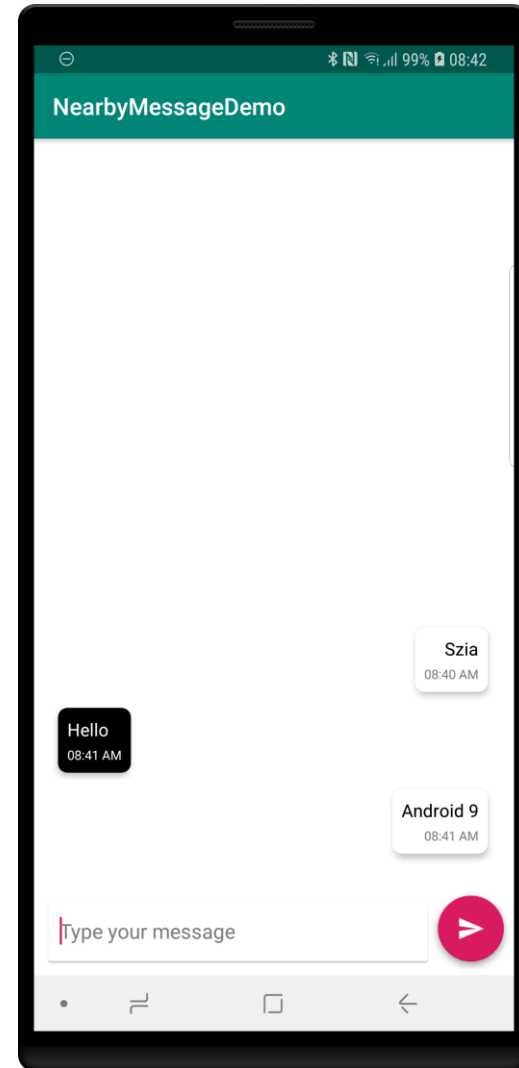 99% 08:42
NearbyMessageDemo
Szia
08:40 AM
Hello
08:41 AM
Android 9
08:41 AM
Type your message